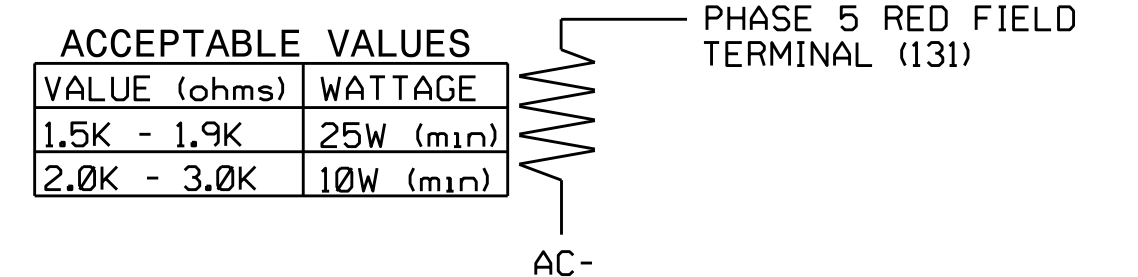 PHASE 5 RED FIELD
TERMINAL (131)
ACCEPTABLE VALUES
VALUE (ohms) WATTAGE
1.5K - 1.9K 25W (min)
2.0K - 3.0K 10W (min)
AC-